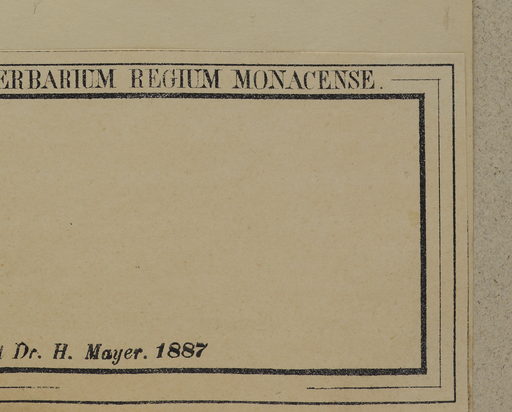 ERBARIUM REGIUM MONACENSE.
Dr. H. Mayer. 1887